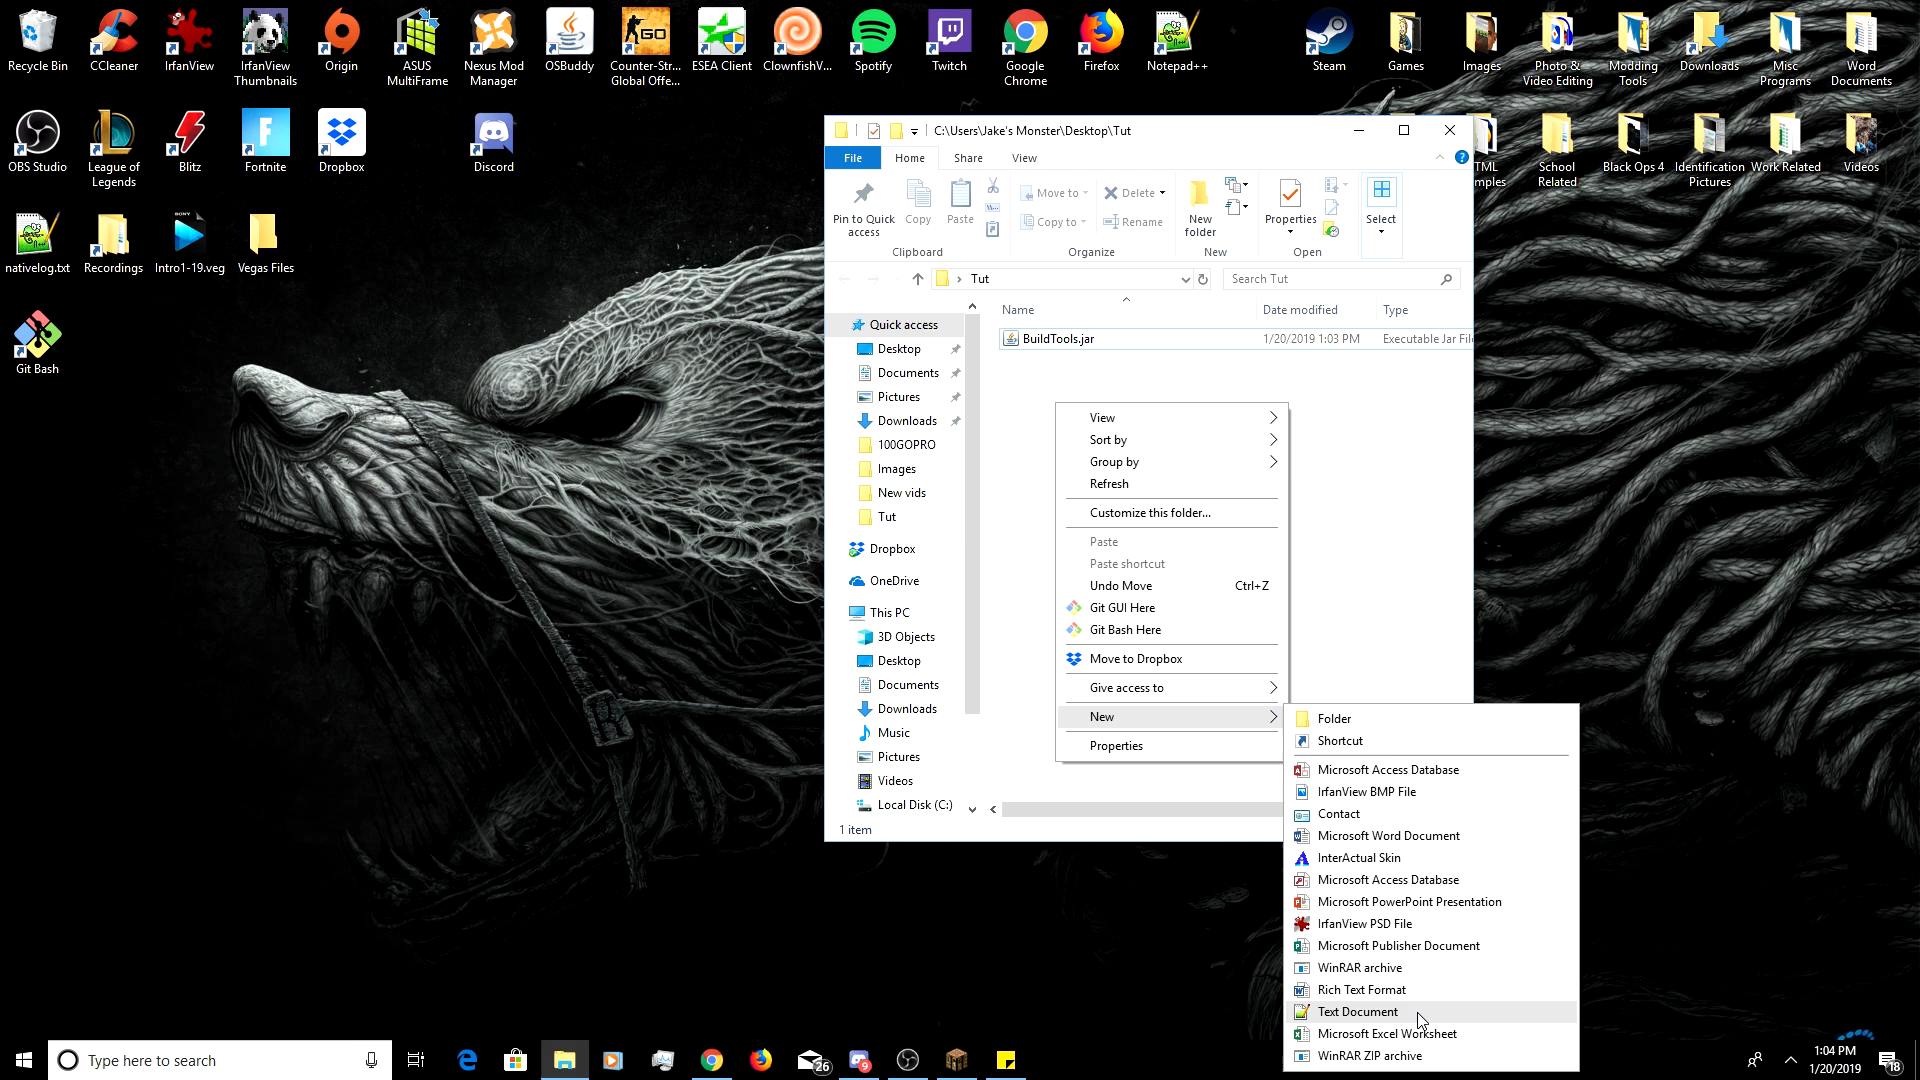 Recycle Bin
CCleaner
IrfanView
IrfanView
Thumbnails
Origin
ASUS
MultiFrame
Nexus Mod
Manager
OSBuddy
Counter-Str...
Global Offe...
ESEA Client
ClownfishV...
Spotify
Twitch
Google
Chrome
Firefox
Notepad++
Steam
Games
Images
Photo &
Video Editing
Modding
Tools
Downloads
Misc
Programs
Word
Documents
OBS Studio
League of
Legends
Blitz
Fortnite
Dropbox
Discord
TML
mples
School
Related
Black Ops 4
Identification
Pictures
Work Related
Videos
nativelog.txt
Recordings
SONY
Intro1-19.veg
Vegas Files
Git Bash
C:\Users\Jake's Monster\Desktop\Tut
File
Home
Share
View
Pin to Quick
access
Copy
Paste
Move to
Copy to
Delete
Rename
New
folder
Properties
Select
Clipboard
Organize
New
Open
Tut
Search Tut
Name
Date modified
Type
BuildTools.jar
1/20/2019 1:03 PM
Executable Jar Fil
Quick access
Desktop
Documents
Pictures
Downloads
100GOPRO
Images
New vids
Tut
Dropbox
OneDrive
This PC
3D Objects
Desktop
Documents
Downloads
Music
Pictures
Videos
Local Disk (C:)
1 item
View
Sort by
Group by
Refresh
Customize this folder...
Paste
Paste shortcut
Undo Move Ctrl+Z
Git GUI Here
Git Bash Here
Move to Dropbox
Give access to
New
Properties
Folder
Shortcut
Microsoft Access Database
IrfanView BMP File
Contact
Microsoft Word Document
InterActual Skin
Microsoft Access Database
Microsoft PowerPoint Presentation
IrfanView PSD File
Microsoft Publisher Document
WinRAR archive
Rich Text Format
Text Document
Microsoft Excel Worksheet
WinRAR ZIP archive
Type here to search
26
9
1:04 PM
1/20/2019
18